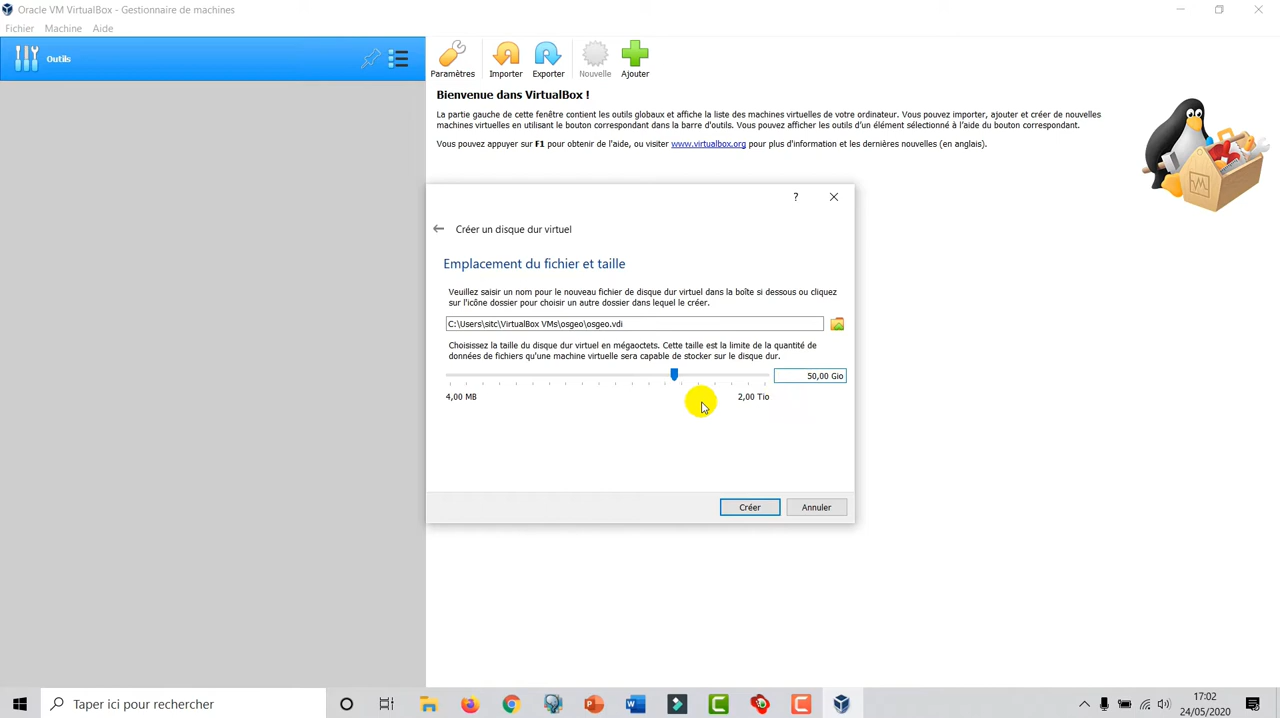 Oracle VM VirtualBox - Gestionnaire de machines
Fichier Machine Aide
Outils
Paramètres Importer Exporter Nouvelle Ajouter
Bienvenue dans VirtualBox !
La partie gauche de cette fenêtre contient les outils globaux et affiche la liste des machines virtuelles de votre ordinateur. Vous pouvez importer, ajouter et créer de nouvelles
machines virtuelles en utilisant le bouton correspondant dans la barre d'outils. Vous pouvez afficher les outils d'un élément sélectionné à l'aide du bouton correspondant.
Vous pouvez appuyer sur F1 pour obtenir de l'aide, ou visiter www.virtualbox.org pour plus d'information et les dernières nouvelles (en anglais).
?
Créer un disque dur virtuel
Emplacement du fichier et taille
Veuillez saisir un nom pour le nouveau fichier de disque dur virtuel dans la boîte si dessous ou cliquez
sur l'icône dossier pour choisir un autre dossier dans lequel le créer.
C:\Users\sitc\VirtualBox VMs\osgeo\osgeo.vdi
Choisissez la taille du disque dur virtuel en mégaoctets. Cette taille est la limite de la quantité de
données de fichiers qu'une machine virtuelle sera capable de stocker sur le disque dur.
50,00 Gio
4,00 MB 2,00 Tio
Créer Annuler
Taper ici pour rechercher
17:02
24/05/2020